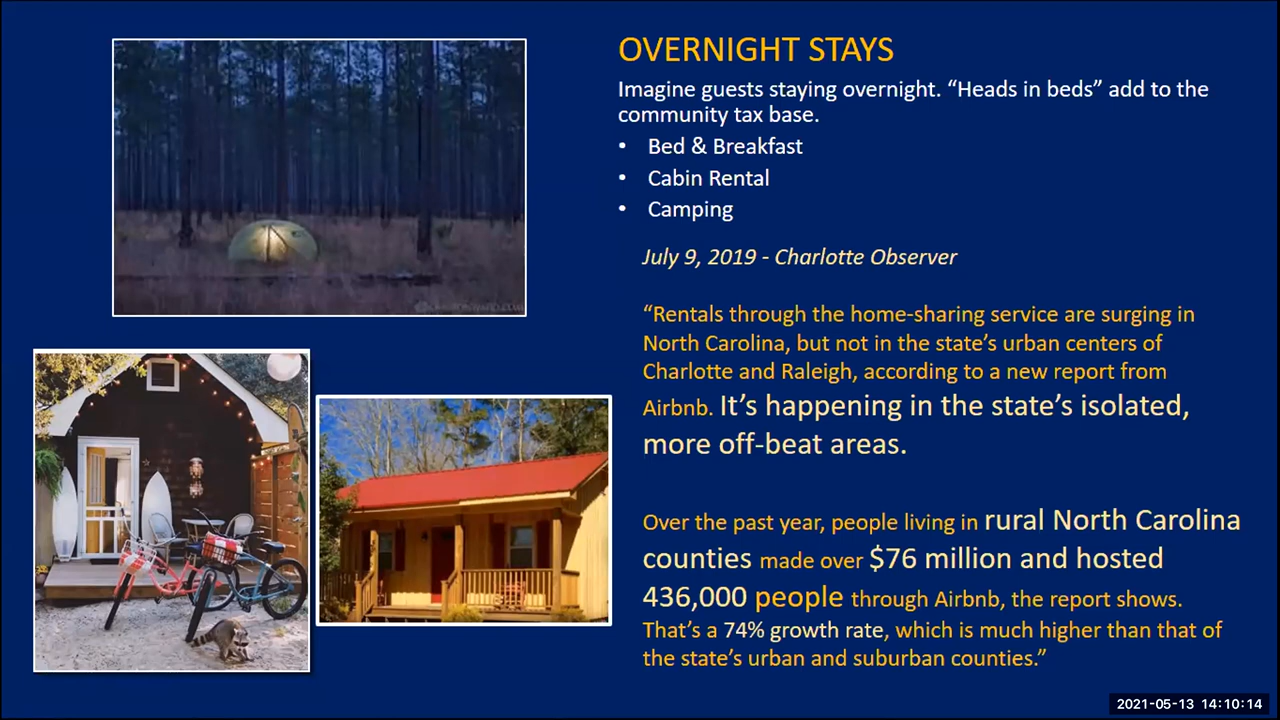 OVERNIGHT STAYS
Imagine guests staying overnight. “Heads in beds” add to the
community tax base.
• Bed & Breakfast
• Cabin Rental
• Camping
July 9, 2019 - Charlotte Observer
“Rentals through the home-sharing service are surging in
North Carolina, but not in the state’s urban centers of
Charlotte and Raleigh, according to a new report from
Airbnb. It’s happening in the state’s isolated,
more off-beat areas.
Over the past year, people living in rural North Carolina
counties made over $76 million and hosted
436,000 people through Airbnb, the report shows.
That’s a 74% growth rate, which is much higher than that of
the state’s urban and suburban counties.”
2021-05-13 14:10:14